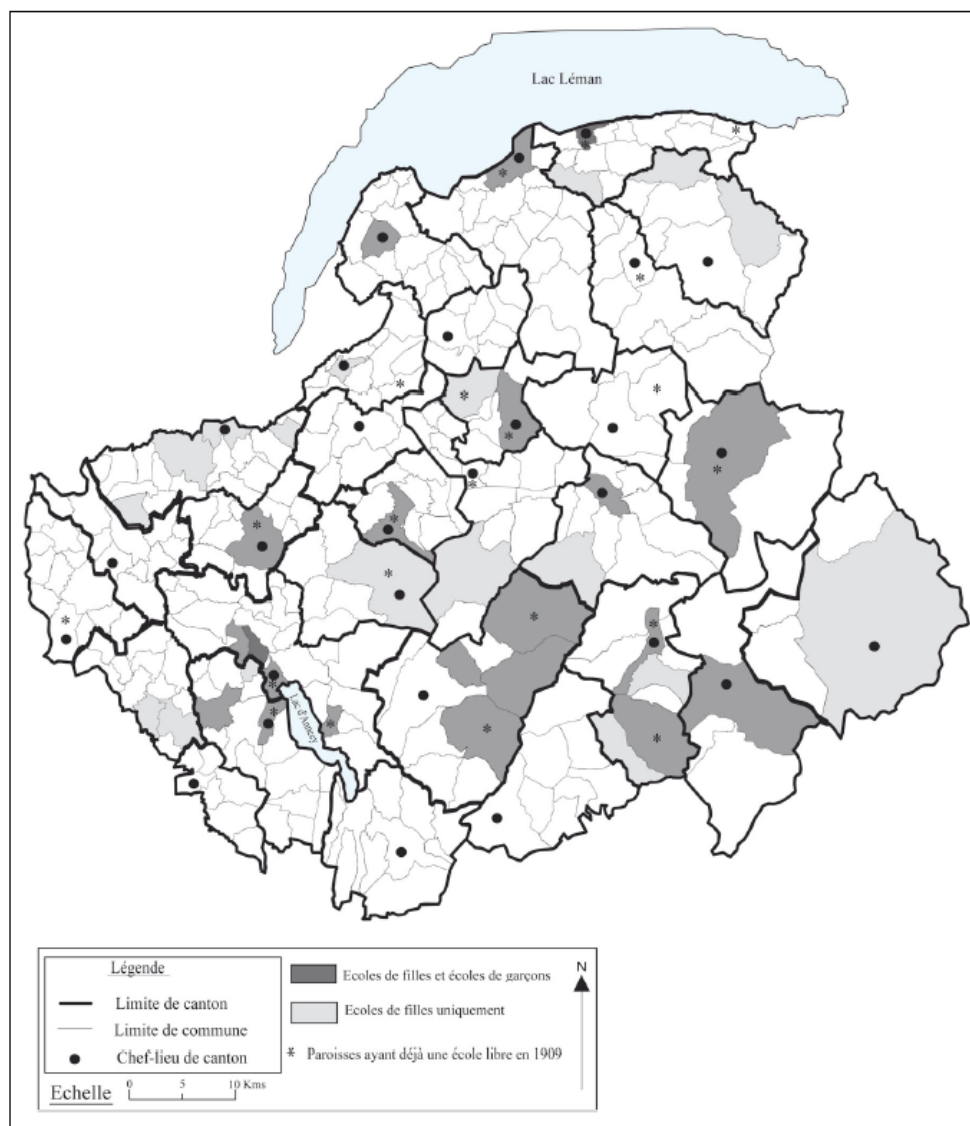 Lac Léman
Lac d'Annecy
Légende
Limite de canton
Limite de commune
Chef-lieu de canton
Echelle
0 5 10 Kms
Ecoles de filles et écoles de garçons
Ecoles de filles uniquement
* Paroisses ayant déjà une école libre en 1909
N